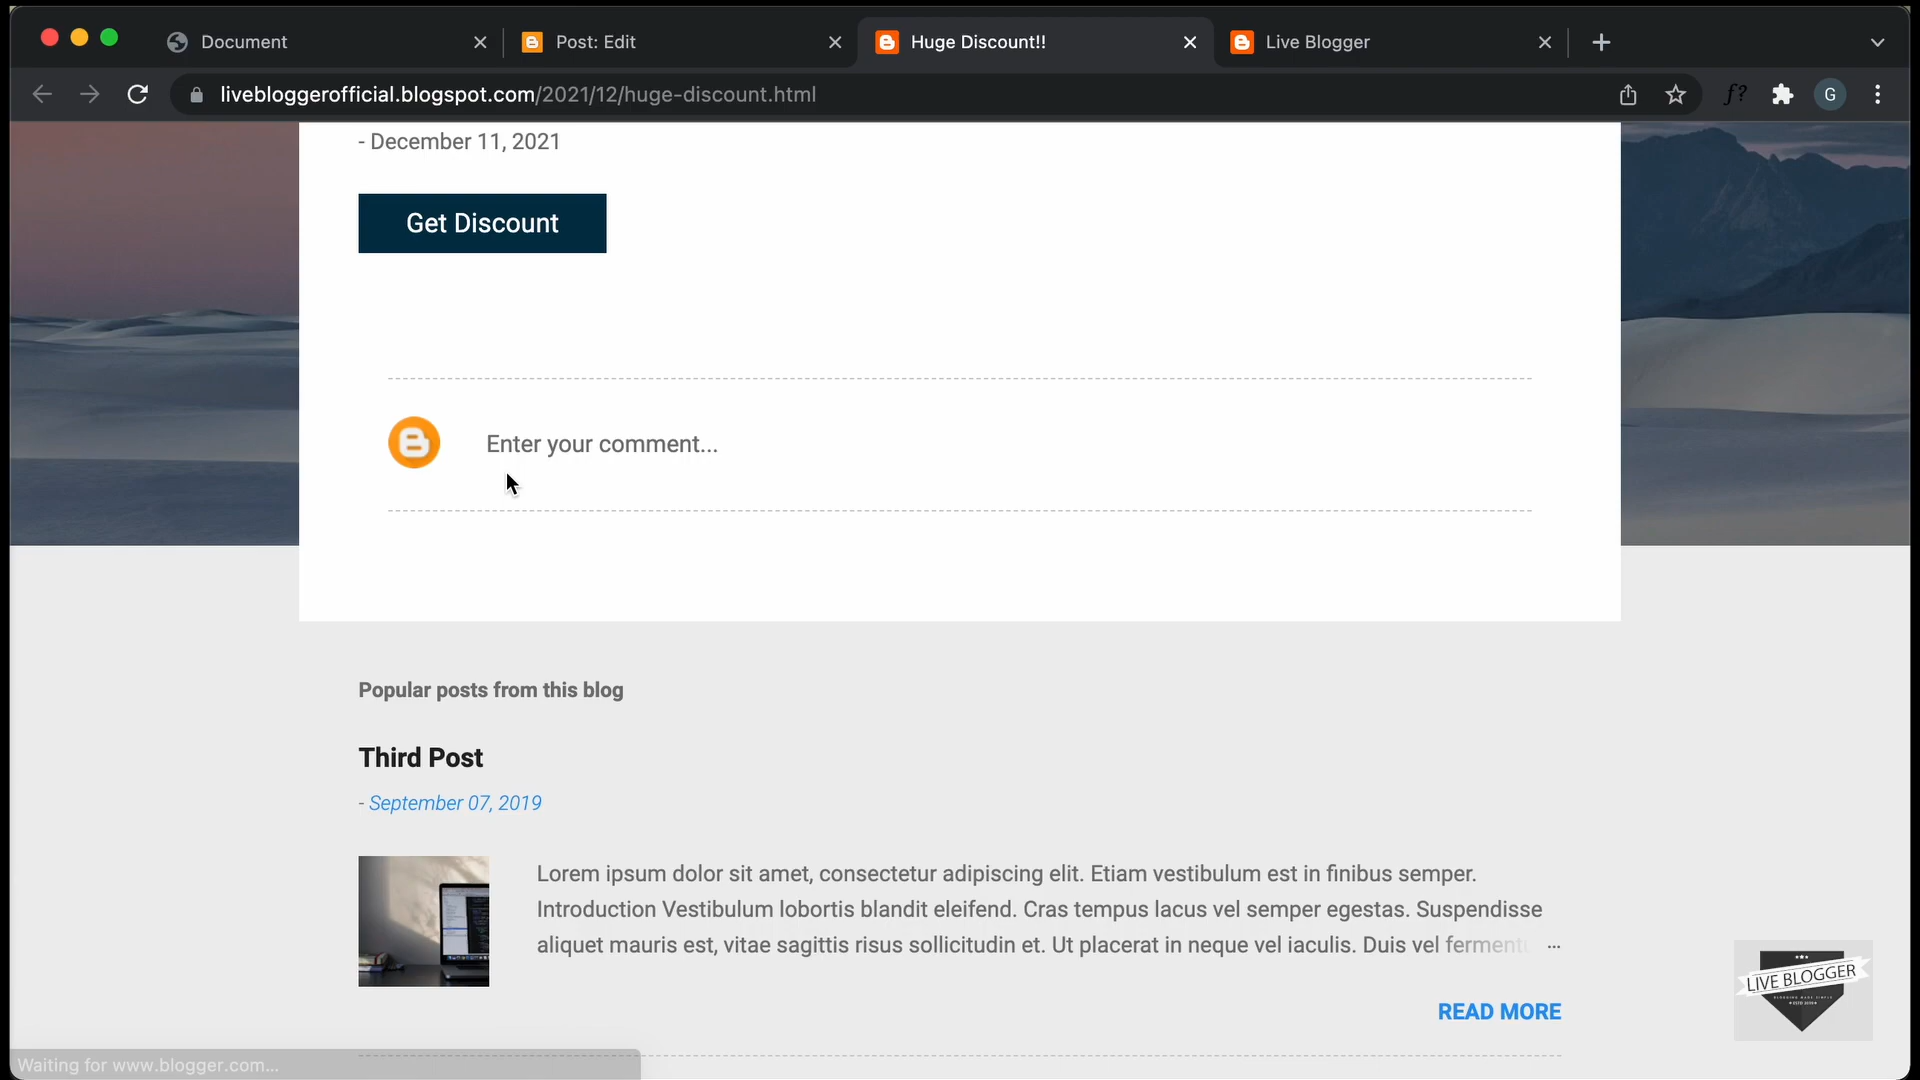 Document
Post: Edit
Huge Discount!!
Live Blogger
livebloggerofficial.blogspot.com/2021/12/huge-discount.html
f?
G
- December 11, 2021
Get Discount
Enter your comment...
Popular posts from this blog
Third Post
- September 07, 2019
Lorem ipsum dolor sit amet, consectetur adipiscing elit. Etiam vestibulum est in finibus semper.
Introduction Vestibulum lobortis blandit eleifend. Cras tempus lacus vel semper egestas. Suspendisse
aliquet mauris est, vitae sagittis risus sollicitudin et. Ut placerat in neque vel iaculis. Duis vel ferment ...
READ MORE
LIVE BLOGGER
Waiting for www.blogger.com...